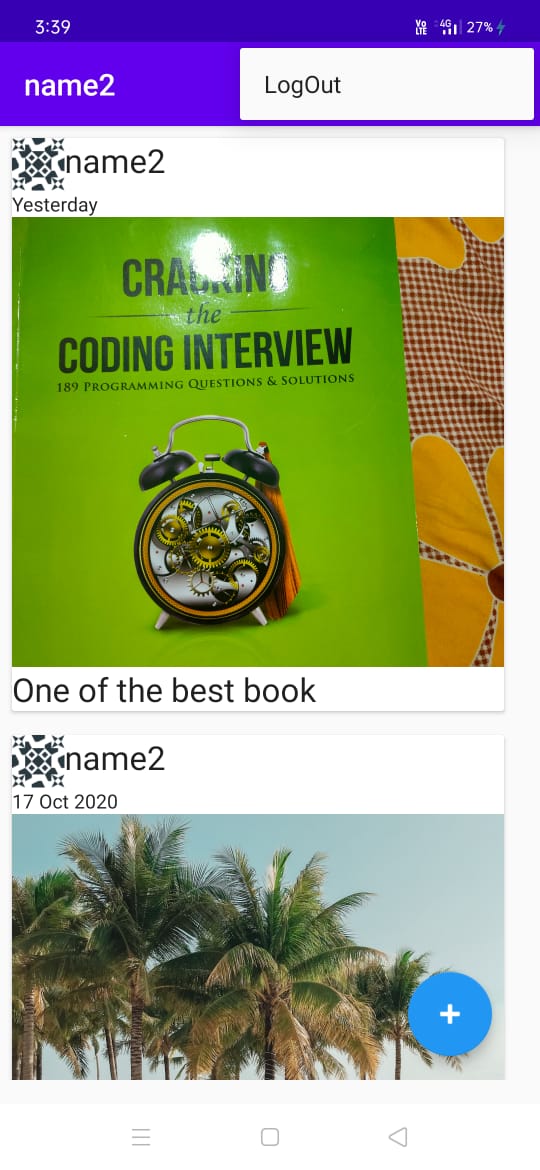 3:39
Vo LTE 4G 27%
name2
LogOut
name2
Yesterday
CRACKING
the
CODING INTERVIEW
189 PROGRAMMING QUESTIONS & SOLUTIONS
One of the best book
name2
17 Oct 2020